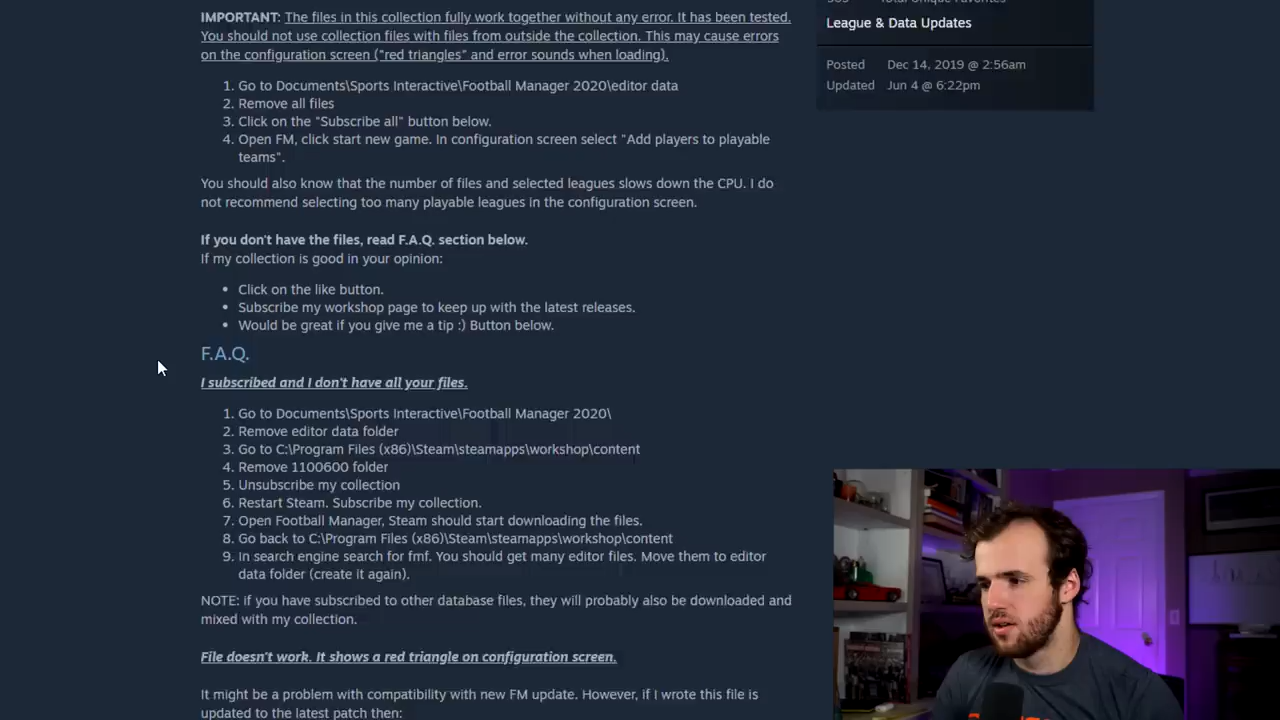 IMPORTANT: The files in this collection fully work together without any error. It has been tested.
You should not use collection files with files from outside the collection. This may cause errors
on the configuration screen ("red triangles" and error sounds when loading).
1. Go to Documents\Sports Interactive\Football Manager 2020\editor data
2. Remove all files
3. Click on the "Subscribe all" button below.
4. Open FM, click start new game. In configuration screen select "Add players to playable
teams".
You should also know that the number of files and selected leagues slows down the CPU. I do
not recommend selecting too many playable leagues in the configuration screen.
If you don't have the files, read F.A.Q. section below.
If my collection is good in your opinion:
• Click on the like button.
• Subscribe my workshop page to keep up with the latest releases.
• Would be great if you give me a tip :) Button below.
F.A.Q.
I subscribed and I don't have all your files.
1. Go to Documents\Sports Interactive\Football Manager 2020\
2. Remove editor data folder
3. Go to C:\Program Files (x86)\Steam\steamapps\workshop\content
4. Remove 1100600 folder
5. Unsubscribe my collection
6. Restart Steam. Subscribe my collection.
7. Open Football Manager, Steam should start downloading the files.
8. Go back to C:\Program Files (x86)\Steam\steamapps\workshop\content
9. In search engine search for fmf. You should get many editor files. Move them to editor
data folder (create it again).
NOTE: if you have subscribed to other database files, they will probably also be downloaded and
mixed with my collection.
File doesn't work. It shows a red triangle on configuration screen.
It might be a problem with compatibility with new FM update. However, if I wrote this file is
updated to the latest patch then:
Total Unique Favorites
League & Data Updates
Posted Dec 14, 2019 @ 2:56am
Updated Jun 4 @ 6:22pm